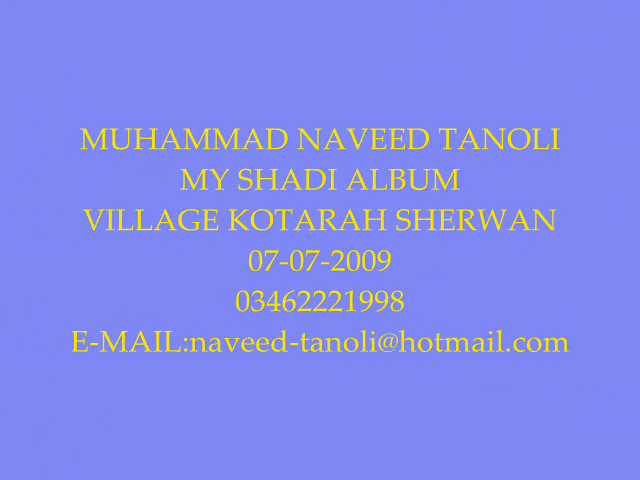 MUHAMMAD NAVEED TANOLI
MY SHADI ALBUM
VILLAGE KOTARAH SHERWAN
07-07-2009
03462221998
E-MAIL:naveed-tanoli@hotmail.com